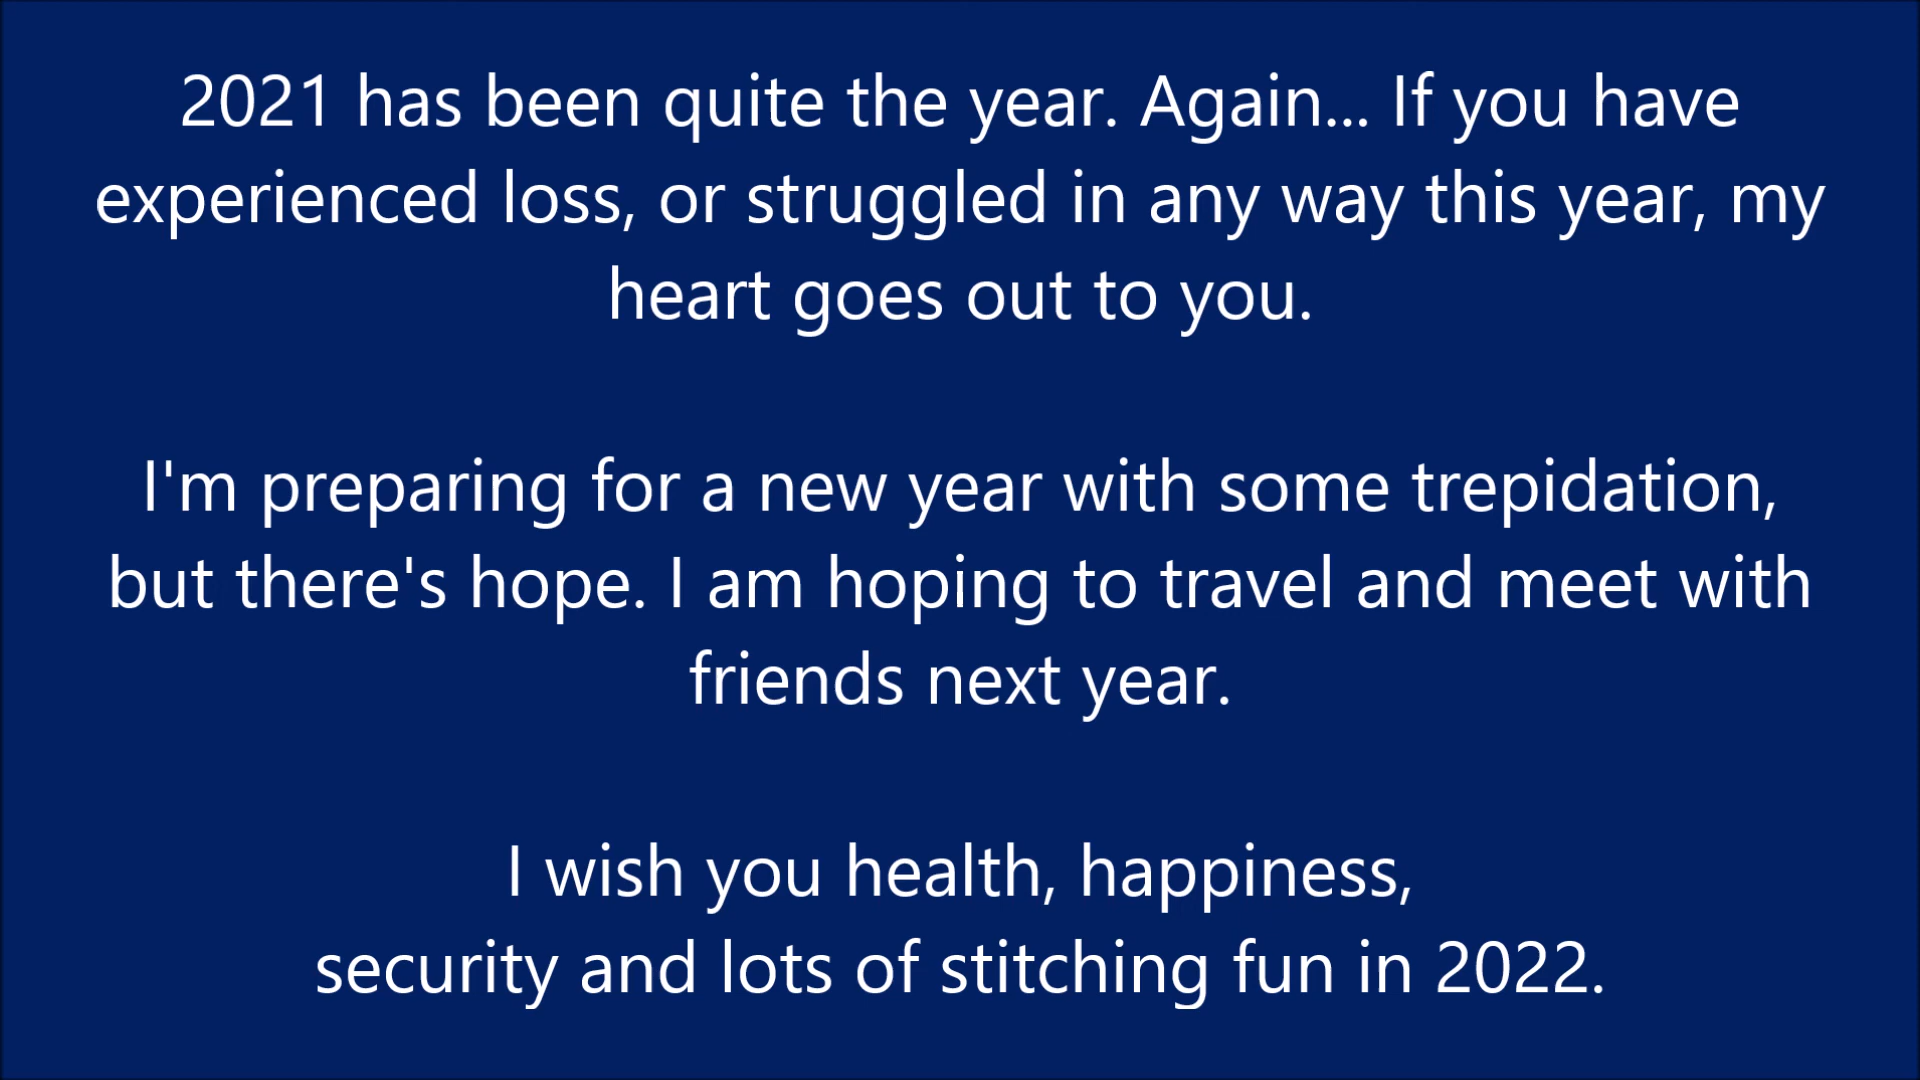 2021 has been quite the year. Again... If you have
experienced loss, or struggled in any way this year, my
heart goes out to you.
I'm preparing for a new year with some trepidation,
but there's hope. I am hoping to travel and meet with
friends next year.
I wish you health, happiness,
security and lots of stitching fun in 2022.